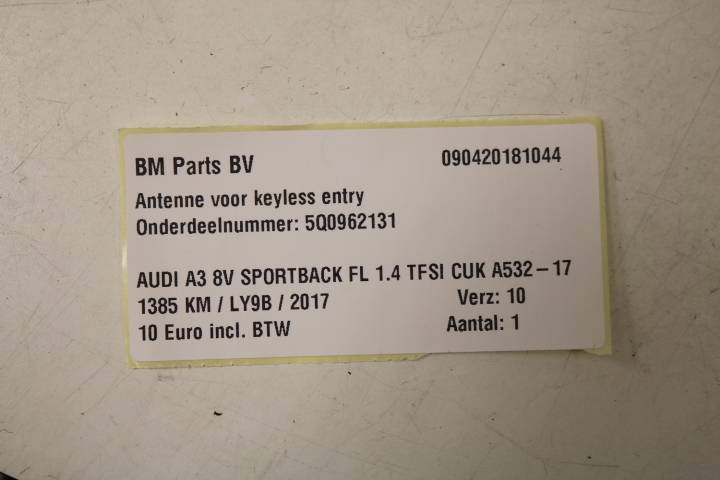 BM Parts BV 090420181044
Antenne voor keyless entry
Onderdeelnummer: 5Q0962131
AUDI A3 8V SPORTBACK FL 1.4 TFSI CUK A532-17
1385 KM / LY9B / 2017 Verz: 10
10 Euro incl. BTW Aantal: 1